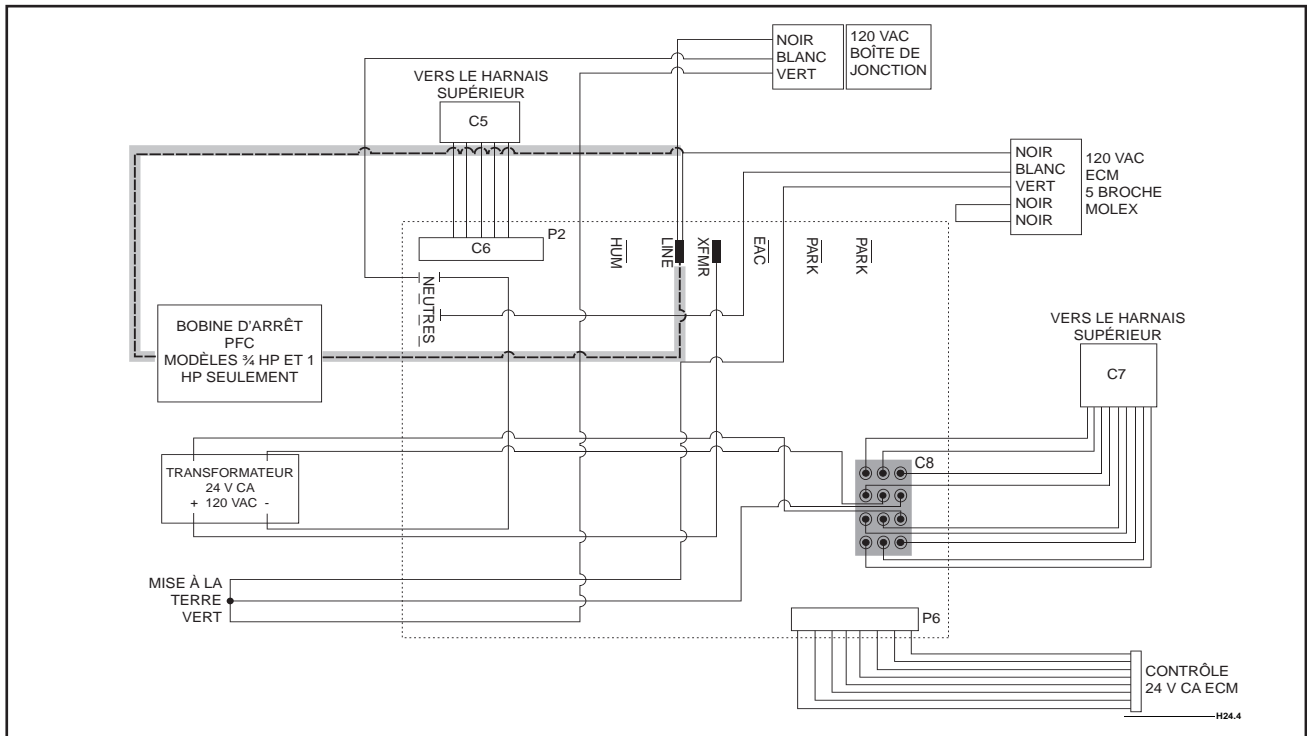 NOIR
BLANC
VERT
120 VAC
BOÎTE DE
JONCTION
VERS LE HARNAIS
SUPÉRIEUR
C5
NOIR
BLANC
VERT
NOIR
NOIR
120 VAC
ECM
5 BROCHE
MOLEX
P2
C6
HUM
LINE
XFMR
EAC
PARK
PARK
NEUTRES
BOBINE D'ARRÊT
PFC
MODÈLES ¾ HP ET 1
HP SEULEMENT
VERS LE HARNAIS
SUPÉRIEUR
C7
C8
TRANSFORMATEUR
24 V CA
+ 120 VAC -
MISE À LA
TERRE
VERT
P6
CONTRÔLE
24 V CA ECM
H24.4